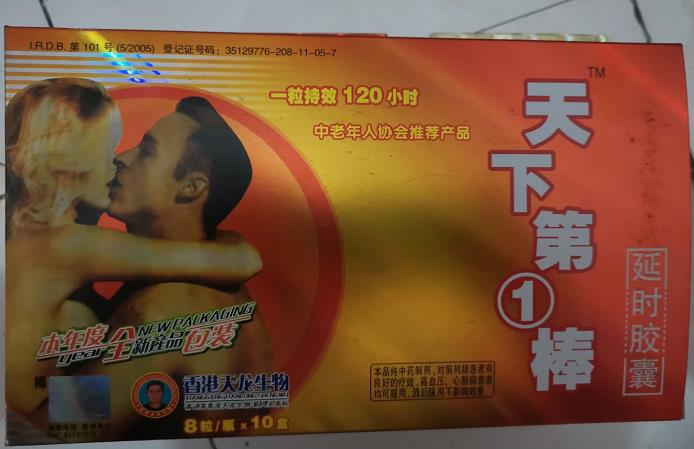 I.R.D.B. 第 101 号 (5/2005) 登记证号码: 35129776-208-11-05-7
一粒持效 120 小时
中老年人协会推荐产品
TM
天下第①棒
延时胶囊
本年度
year
全
NEW PACKAGING
新産品
包装
香港天龙生物
XIANGGANGTIANLONGSHENGWU
8粒/瓶 x 10盒
本品纯中药制剂,对前列腺患者有
良好的疗效,高血压、心脏病患者
均可服用,酒后服用不影响效果